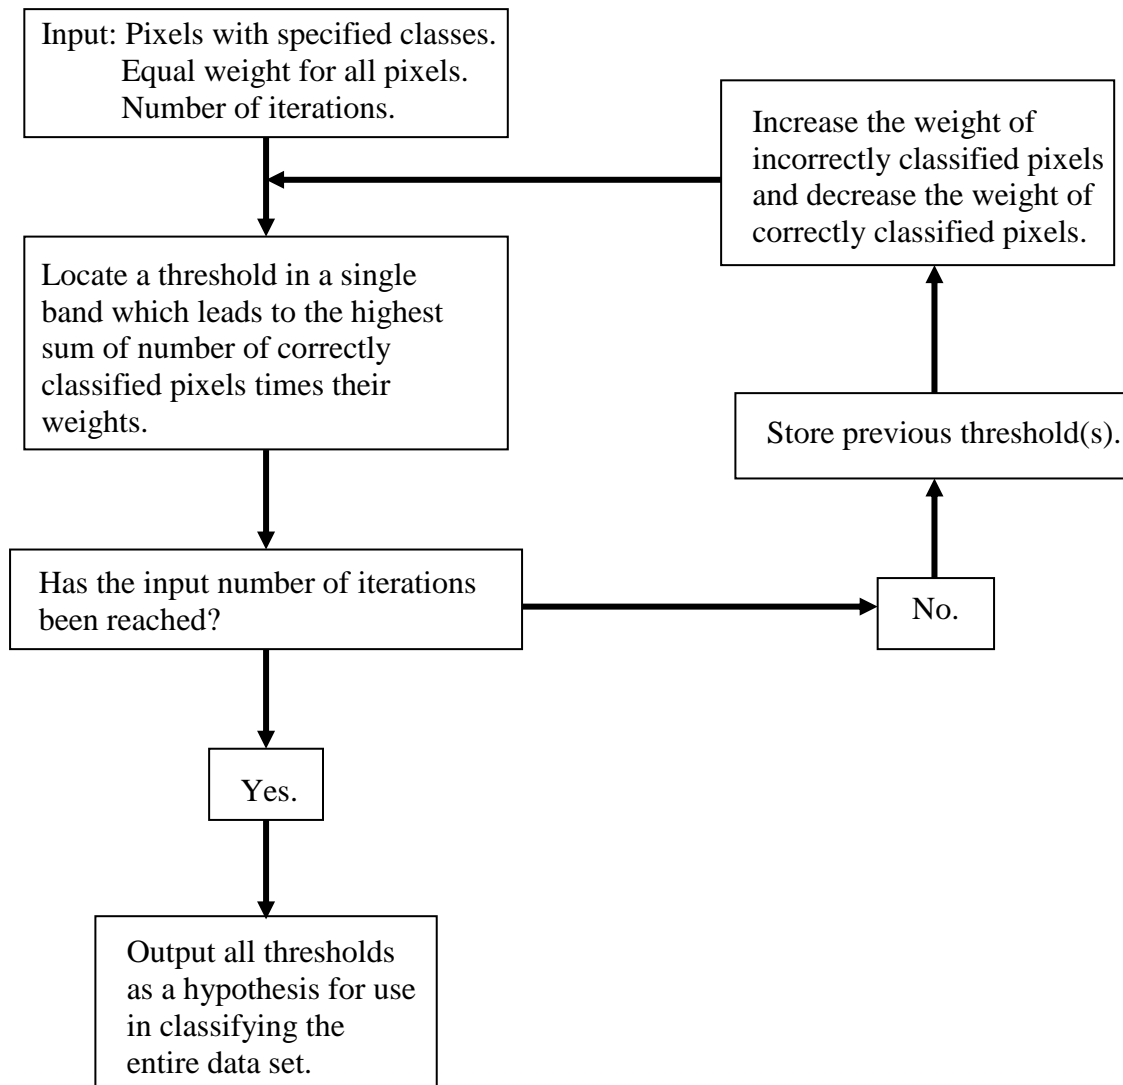 Input: Pixels with specified classes.
Equal weight for all pixels.
Number of iterations.
Increase the weight of
incorrectly classified pixels
and decrease the weight of
correctly classified pixels.
Locate a threshold in a single
band which leads to the highest
sum of number of correctly
classified pixels times their
weights.
Store previous threshold(s).
Has the input number of iterations
been reached?
No.
Yes.
Output all thresholds
as a hypothesis for use
in classifying the
entire data set.